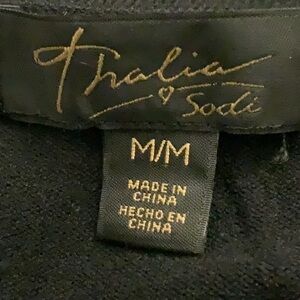 Thalia
Sodi
M/M
MADE IN
CHINA
HECHO EN
CHINA